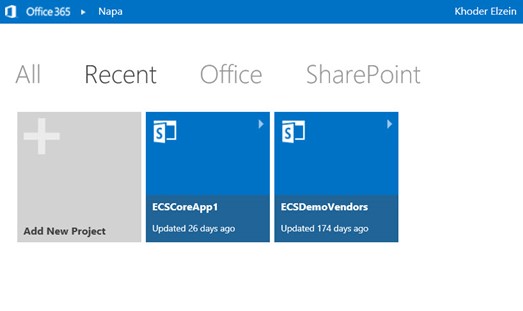 Office 365 Napa Khoder Elzein
All Recent Office SharePoint
S S
ECSCoreApp1 ECSDemoVendors
Add New Project Updated 26 days ago Updated 174 days ago